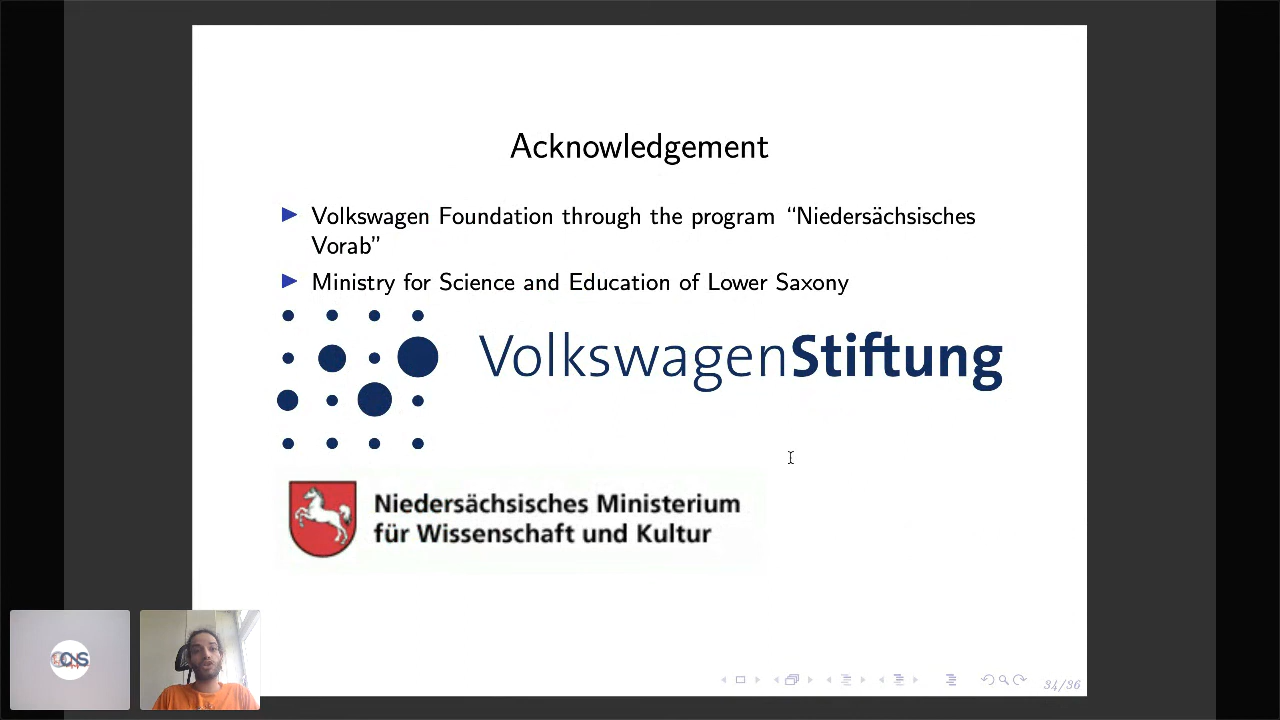 Acknowledgement
Volkswagen Foundation through the program “Niedersächsisches
Vorab”
Ministry for Science and Education of Lower Saxony
VolkswagenStiftung
Niedersächsisches Ministerium
für Wissenschaft und Kultur
34/36